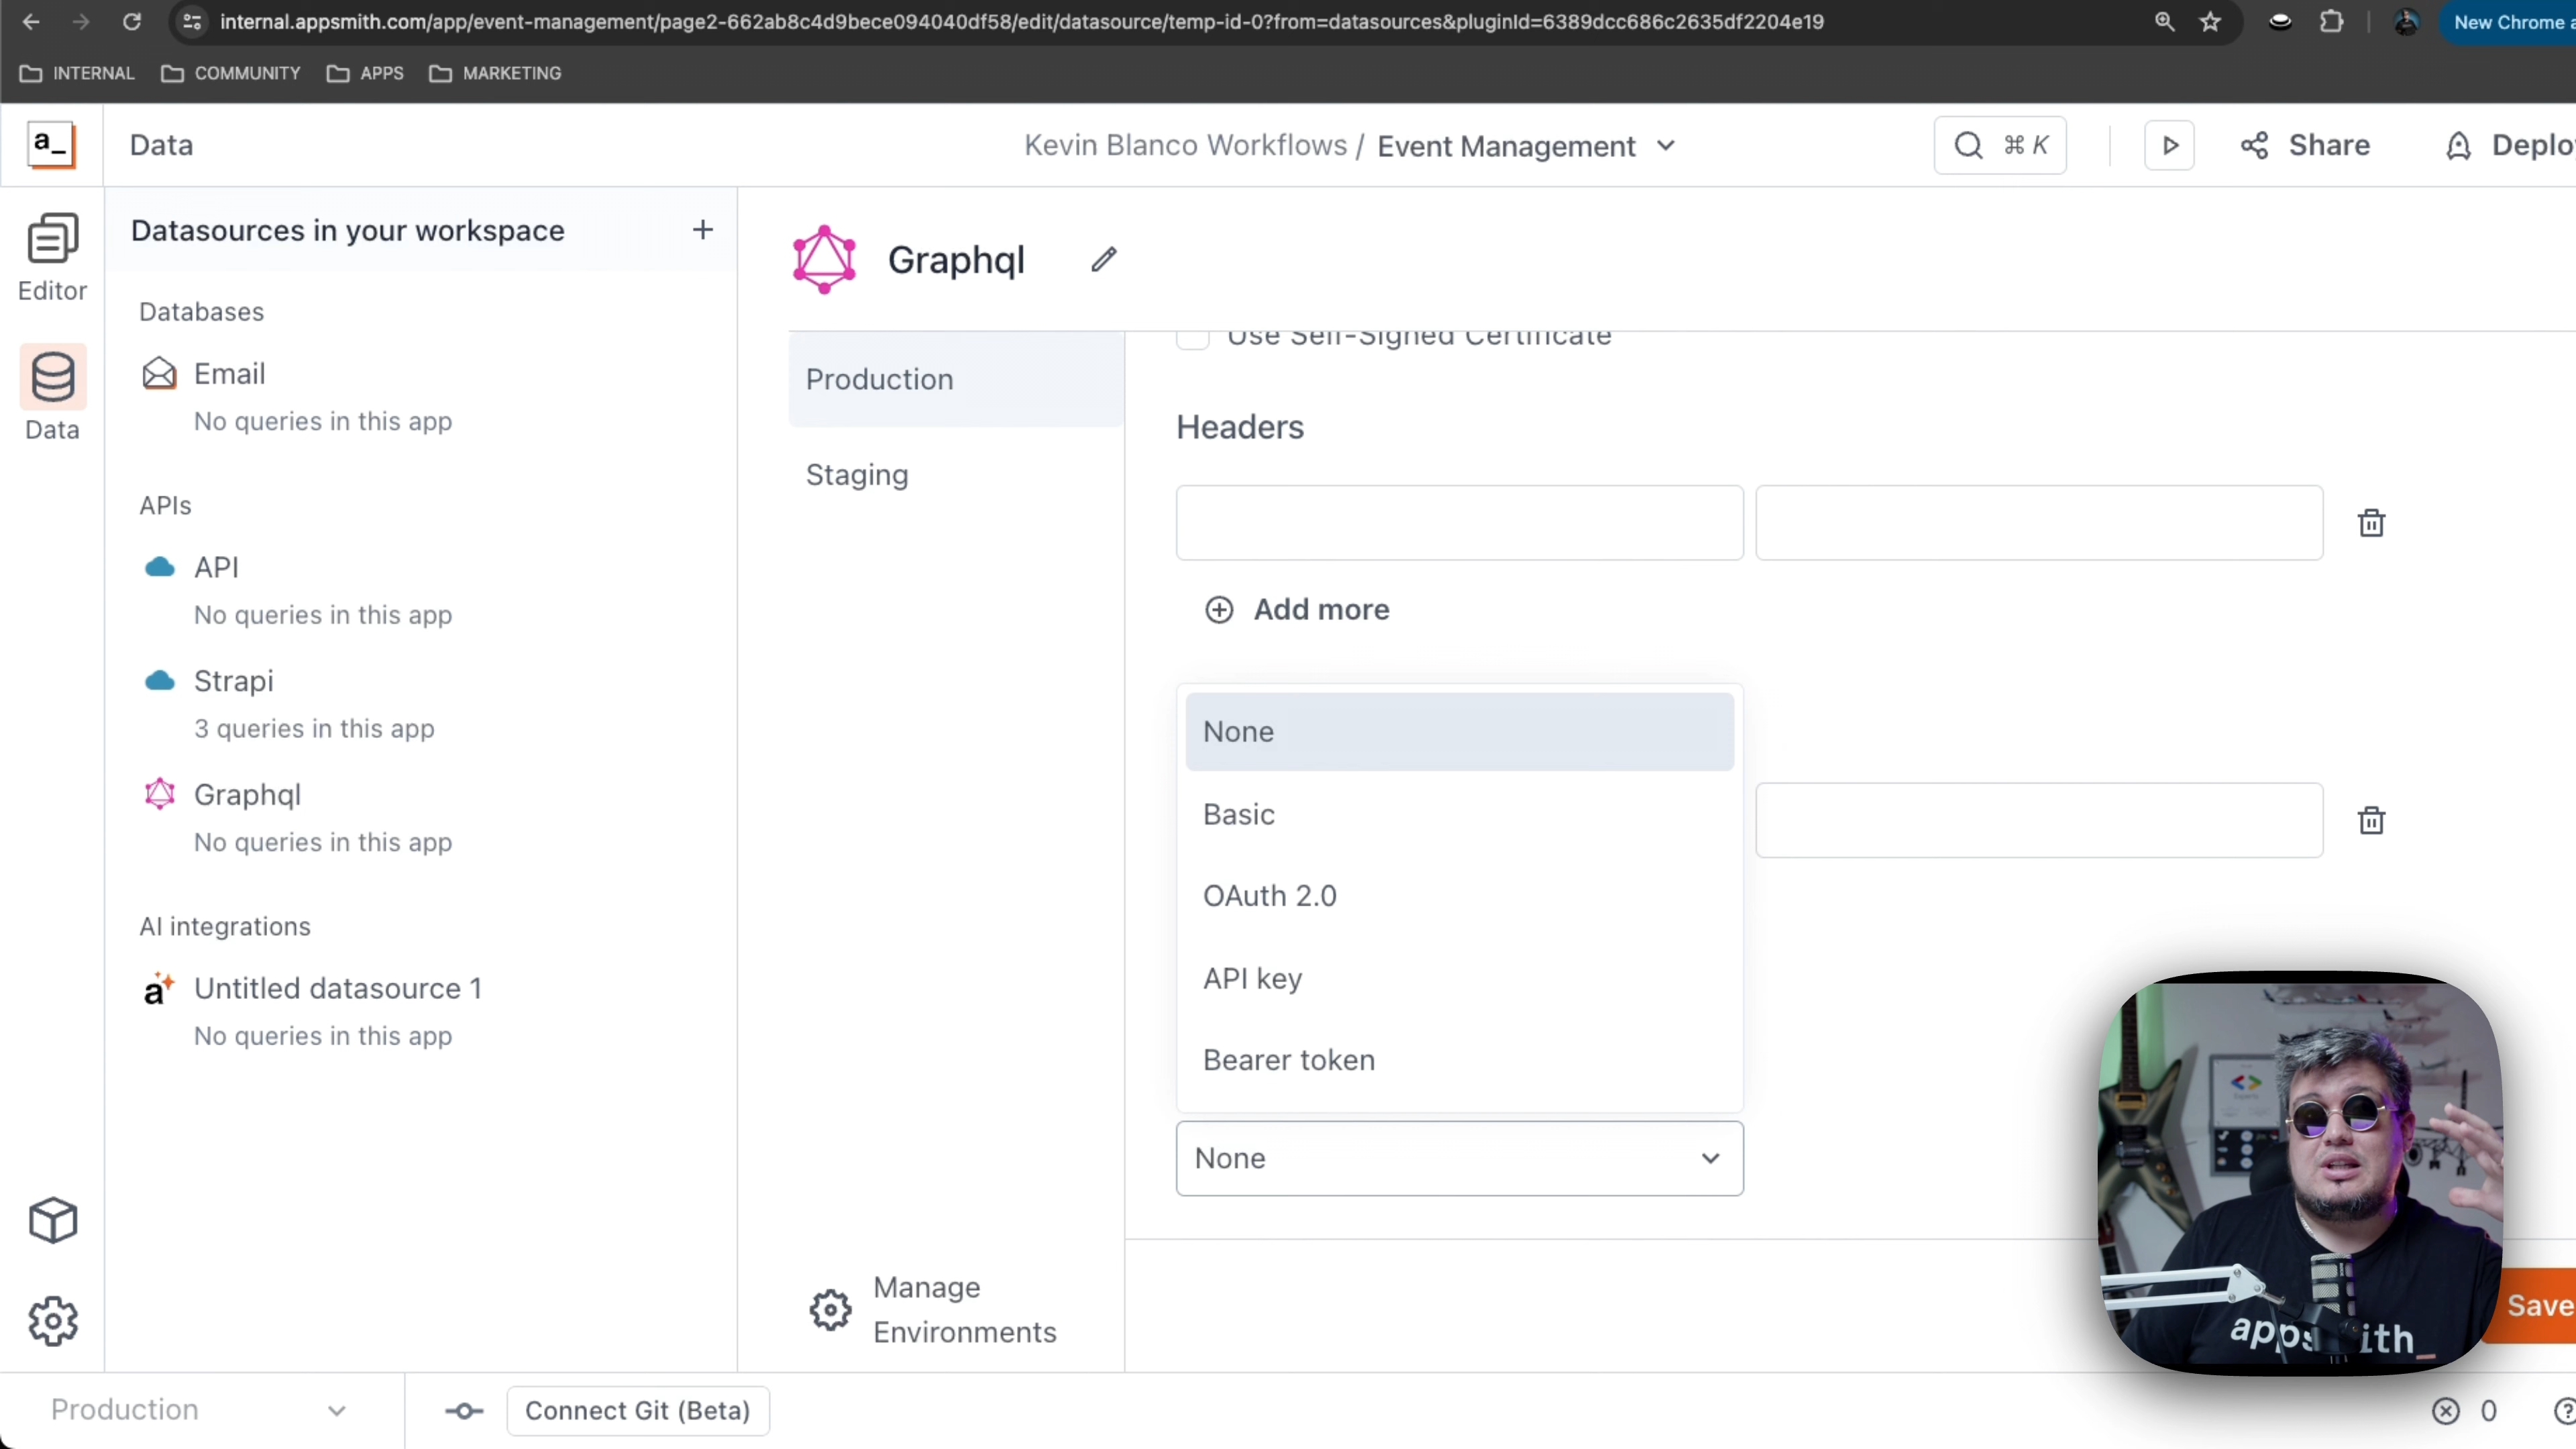 internal.appsmith.com/app/event-management/page2-662ab8c4d9bece094040df58/edit/datasource/temp-id-0?from=datasources&pluginId=6389dcc686c2635df2204e19
New Chrome a
INTERNAL
COMMUNITY
APPS
MARKETING
a_
Data
Kevin Blanco Workflows / Event Management
⌘ K
Share
Deplo
Editor
Data
Datasources in your workspace
Databases
Email
No queries in this app
APIs
API
No queries in this app
Strapi
3 queries in this app
Graphql
No queries in this app
AI integrations
Untitled datasource 1
No queries in this app
Graphql
Production
Staging
Manage
Environments
Use Self-Signed Certificate
Headers
Add more
None
Basic
OAuth 2.0
API key
Bearer token
None
Save
Production
Connect Git (Beta)
0